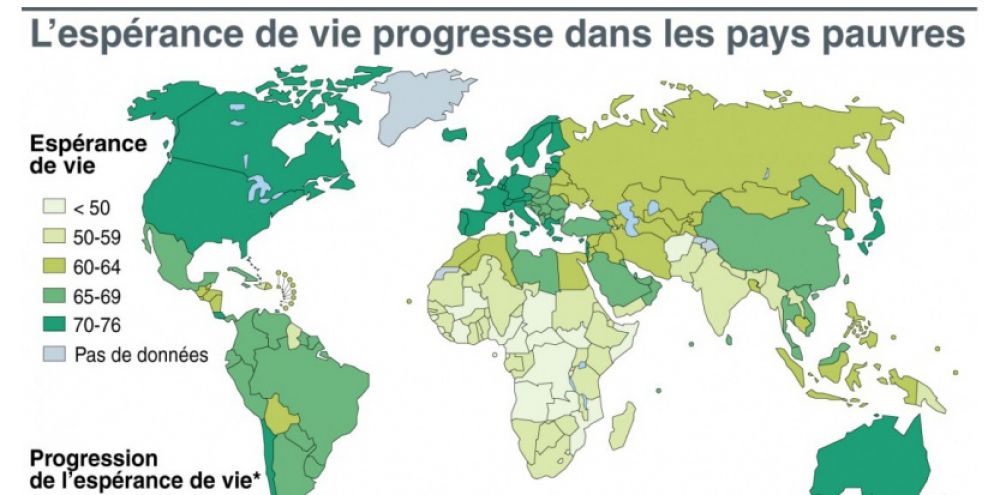 L'espérance de vie progresse dans les pays pauvres
Espérance
de vie
< 50
50-59
60-64
65-69
70-76
Pas de données
Progression
de l'espérance de vie*